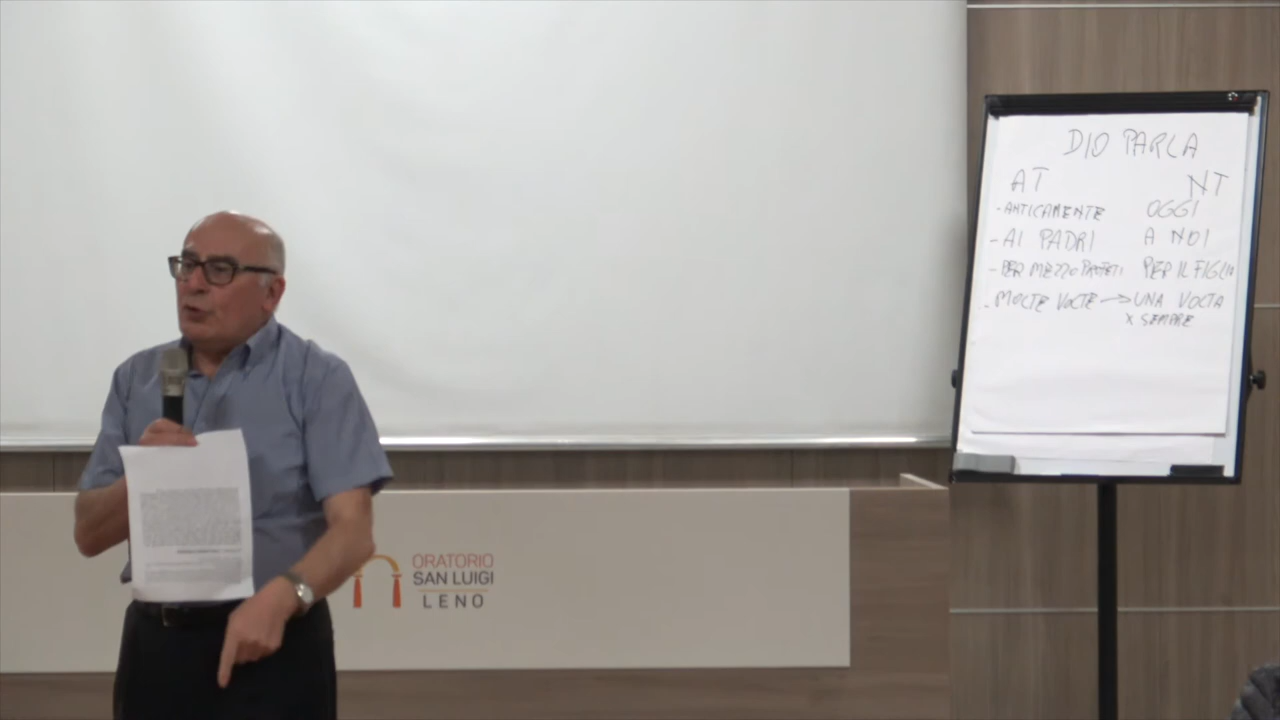 DIO PARLA
AT NT
- ANTICAMENTE OGGI
- AI PADRI A NOI
- PER MEZZO PROFETI PER IL FIGLIO
- MOLTE VOLTE → UNA VOLTA
X SEMPRE
ORATORIO
SAN LUIGI
LENO